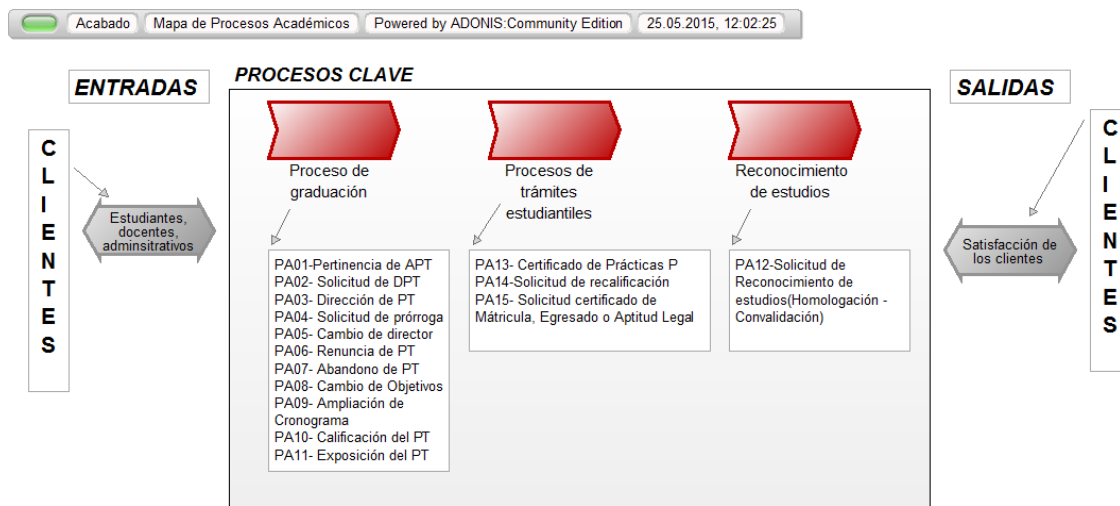 Acabado Mapa de Procesos Académicos Powered by ADONIS:Community Edition 25.05.2015, 12:02:25
ENTRADAS
PROCESOS CLAVE
SALIDAS
CLIENTES
Estudiantes,
docentes,
adminsitrativos
Proceso de
graduación
PA01-Pertinencia de APT
PA02- Solicitud de DPT
PA03- Dirección de PT
PA04- Solicitud de prórroga
PA05- Cambio de director
PA06- Renuncia de PT
PA07- Abandono de PT
PA08- Cambio de Objetivos
PA09- Ampliación de
Cronograma
PA10- Calificación del PT
PA11- Exposición del PT
Procesos de
trámites
estudiantiles
PA13- Certificado de Prácticas P
PA14-Solicitud de recalificación
PA15- Solicitud certificado de
Mátricula, Egresado o Aptitud Legal
Reconocimiento
de estudios
PA12-Solicitud de
Reconocimiento de
estudios(Homologación -
Convalidación)
Satisfacción de
los clientes
CLIENTES